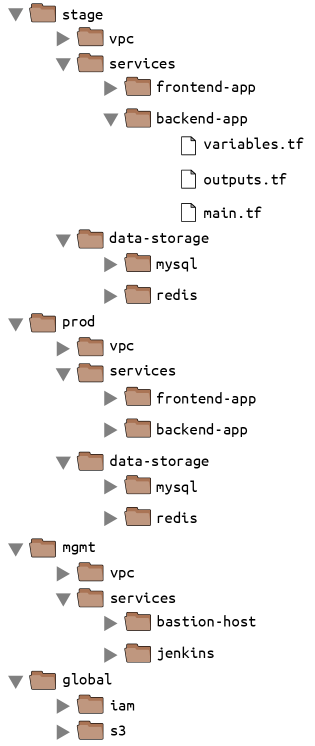 stage
vpc
services
frontend-app
backend-app
variables.tf
outputs.tf
main.tf
data-storage
mysql
redis
prod
vpc
services
frontend-app
backend-app
data-storage
mysql
redis
mgmt
vpc
services
bastion-host
jenkins
global
iam
s3